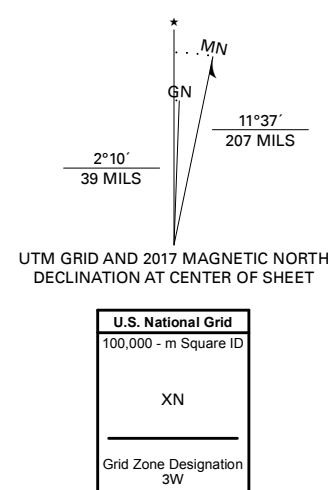 ★
MN
GN
11°37´
207 MILS
2°10´
39 MILS
UTM GRID AND 2017 MAGNETIC NORTH
DECLINATION AT CENTER OF SHEET
U.S. National Grid
100,000 - m Square ID
XN
Grid Zone Designation
3W